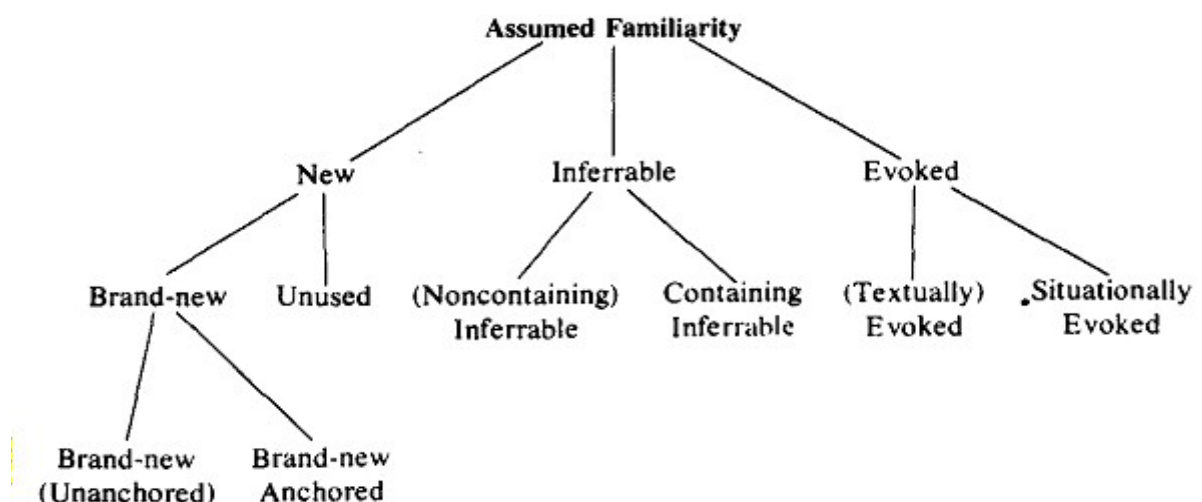 Assumed Familiarity
New Inferrable Evoked
Brand-new Unused (Noncontaining) Containing (Textually) Situationally
Inferrable Inferrable Evoked Evoked
Brand-new Brand-new
(Unanchored) Anchored